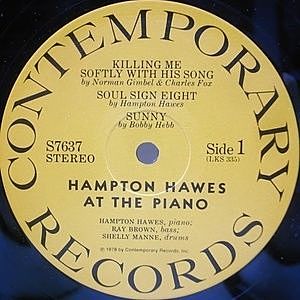 CONTEMPORARY
KILLING ME
SOFTLY WITH HIS SONG
by Norman Gimbel & Charles Fox
SOUL SIGN EIGHT
by Hampton Hawes
SUNNY
by Bobby Hebb
S7637
STEREO
Side 1
(LKS 335)
HAMPTON HAWES
AT THE PIANO
HAMPTON HAWES, piano;
RAY BROWN, bass;
SHELLY MANNE, drums
© 1978 by Contemporary Records, Inc.
RECORDS